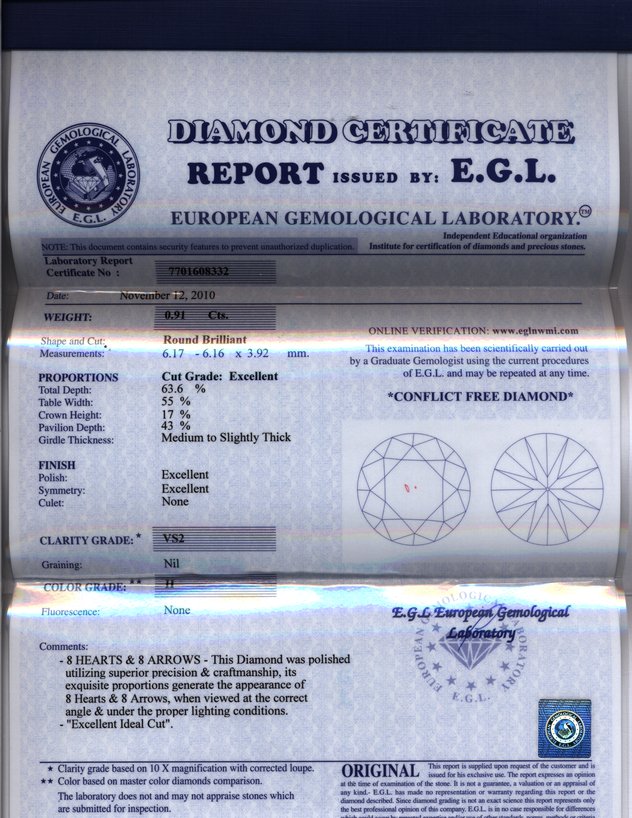 EUROPEAN GEMOLOGICAL LABORATORY
E.G.L.
DIAMOND CERTIFICATE
REPORT ISSUED BY: E.G.L.
EUROPEAN GEMOLOGICAL LABORATORY.™
Independent Educational organization
NOTE: This document contains security features to prevent unauthorized duplication.
Institute for certification of diamonds and precious stones.
Laboratory Report
Certificate No : 7701608332
Date: November 12, 2010
WEIGHT: 0.91 Cts.
Shape and Cut: Round Brilliant
Measurements: 6.17 - 6.16 x 3.92 mm.
PROPORTIONS Cut Grade: Excellent
Total Depth: 63.6 %
Table Width: 55 %
Crown Height: 17 %
Pavilion Depth: 43 %
Girdle Thickness: Medium to Slightly Thick
FINISH
Polish: Excellent
Symmetry: Excellent
Culet: None
CLARITY GRADE: * VS2
Graining: Nil
COLOR GRADE: ** H
Fluorescence: None
ONLINE VERIFICATION: www.eglnwmi.com
This examination has been scientifically carried out
by a Graduate Gemologist using the current procedures
of E.G.L. and may be repeated at any time.
*CONFLICT FREE DIAMOND*
E.G.L European Gemological
Laboratory
EUROPEAN GEMOLOGICAL LABORATORY
E.G.L.
Comments:
- 8 HEARTS & 8 ARROWS - This Diamond was polished
utilizing superior precision & craftmanship, its
exquisite proportions generate the appearance of
8 Hearts & 8 Arrows, when viewed at the correct
angle & under the proper lighting conditions.
- "Excellent Ideal Cut".
* Clarity grade based on 10 X magnification with corrected loupe.
** Color based on master color diamonds comparison.
The laboratory does not and may not appraise stones which
are submitted for inspection.
ORIGINAL This report is supplied upon request of the customer and is
issued for his exclusive use. The report expresses an opinion
at the time of examination of the stone. It is not a guarantee, a valuation or an appraisal of
any kind.- E.G.L. has made no representation or warranty regarding this report or the
diamond described. Since diamond grading is not an exact science this report represents only
the best professional opinion of this company. E.G.L. is in no case responsible for differences